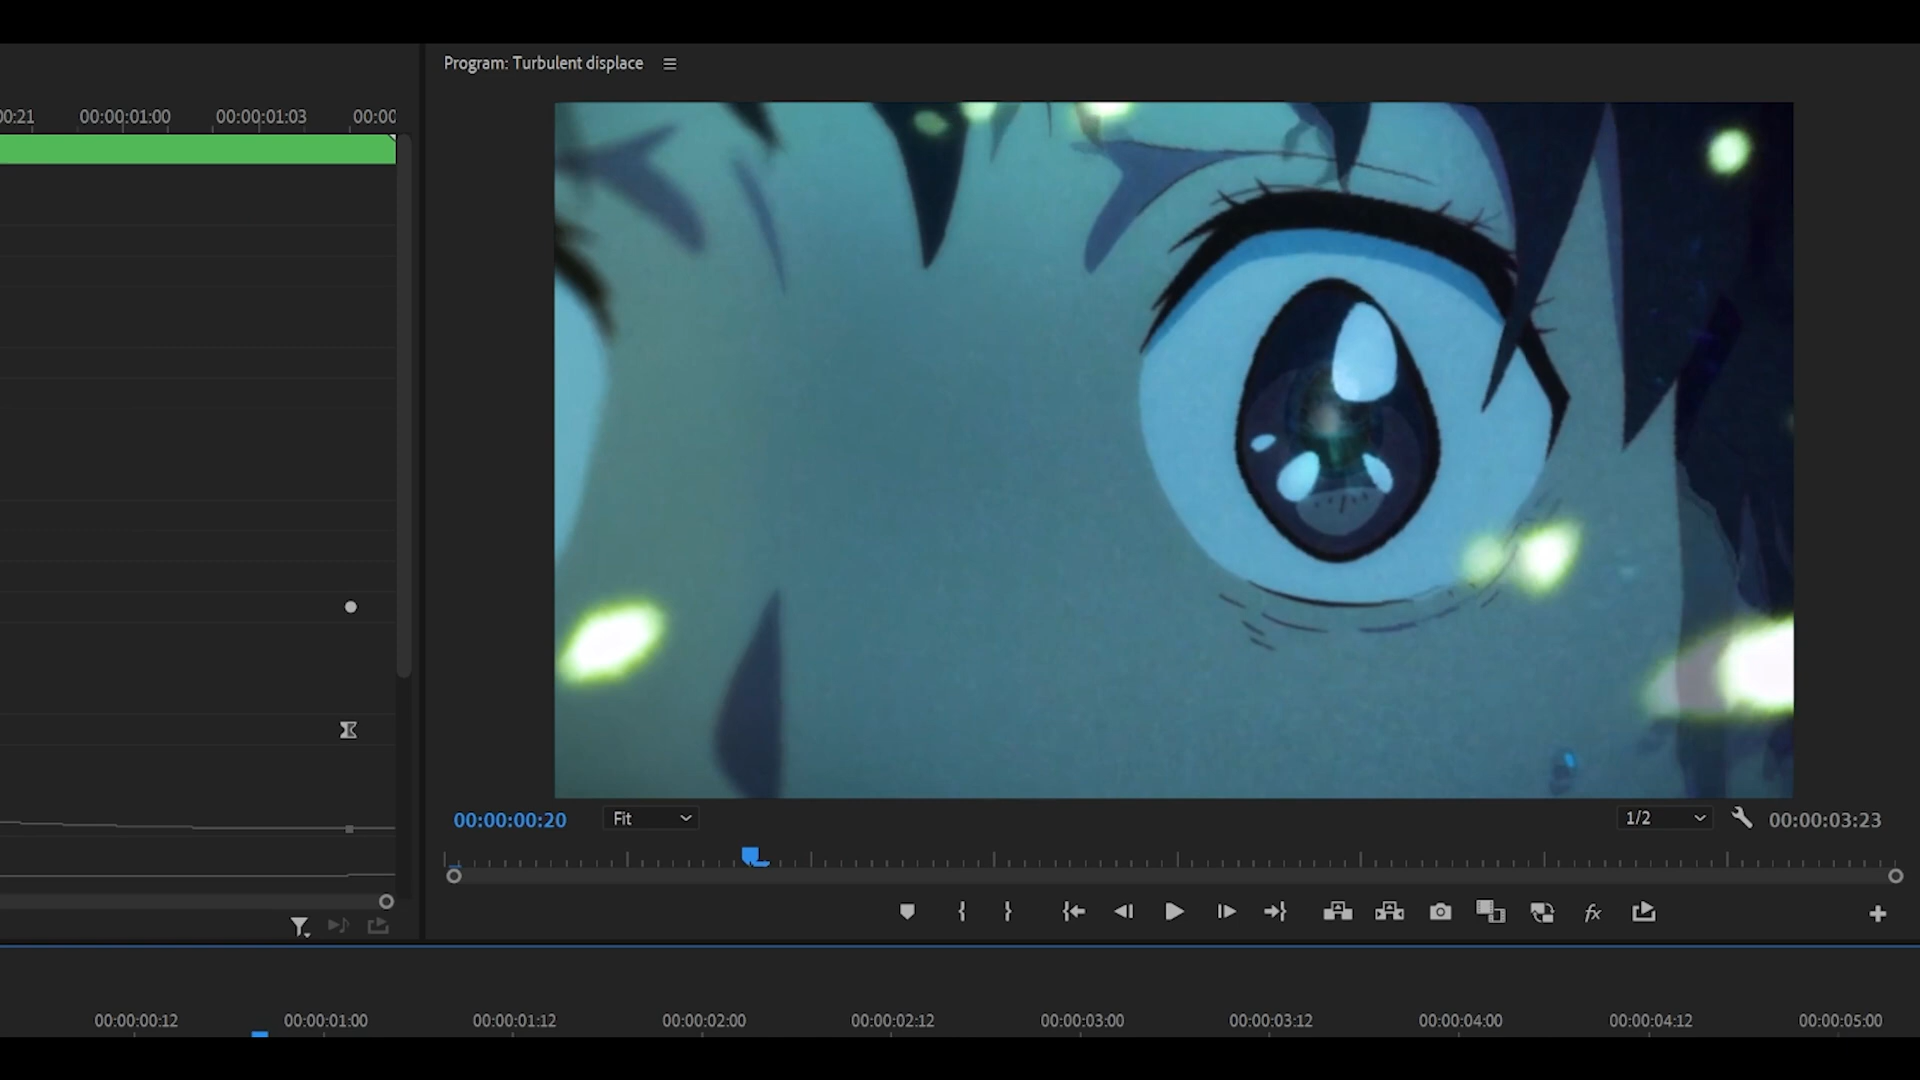 Program: Turbulent displace
00:21 00:00:01:00 00:00:01:03 00:00
00:00:00:20 Fit 1/2 00:00:03:23
fx
00:00:00:12 00:00:01:00 00:00:01:12 00:00:02:00 00:00:02:12 00:00:03:00 00:00:03:12 00:00:04:00 00:00:04:12 00:00:05:00